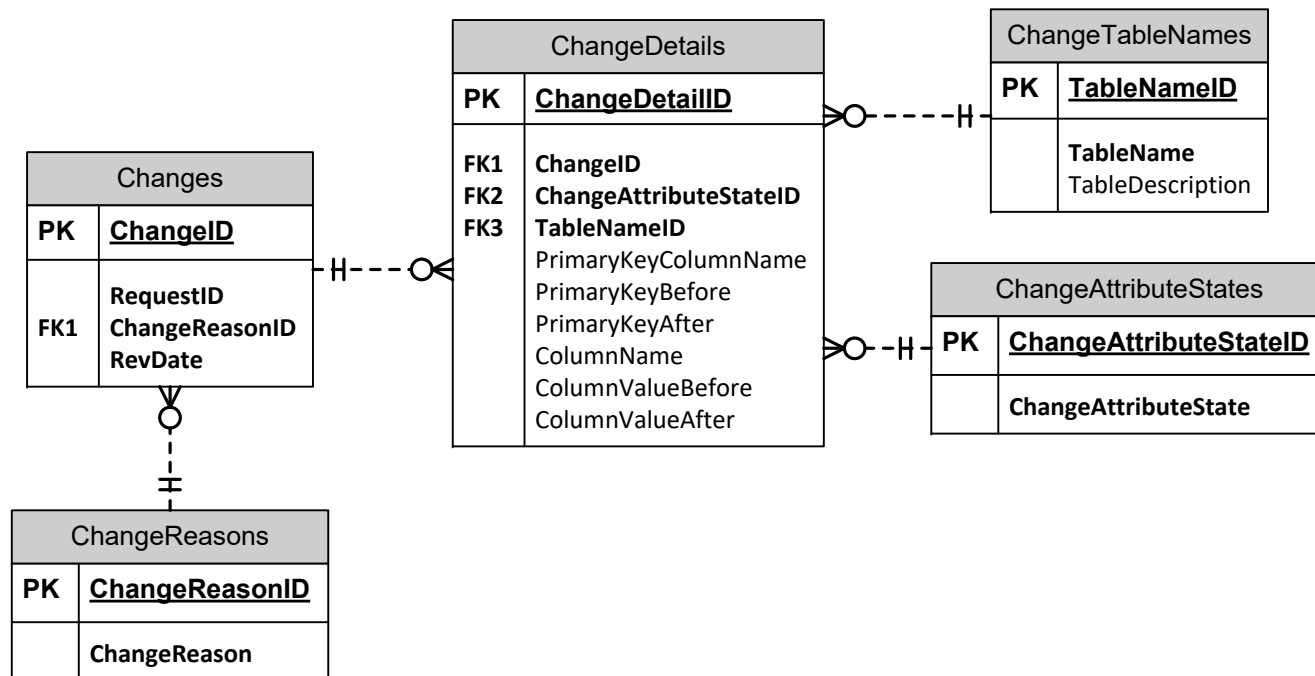 ChangeDetails
PK ChangeDetailID
FK1 ChangeID
FK2 ChangeAttributeStateID
FK3 TableNameID
PrimaryKeyColumnName
PrimaryKeyBefore
PrimaryKeyAfter
ColumnName
ColumnValueBefore
ColumnValueAfter
ChangeTableNames
PK TableNameID
TableName
TableDescription
Changes
PK ChangeID
RequestID
FK1 ChangeReasonID
RevDate
ChangeAttributeStates
PK ChangeAttributeStateID
ChangeAttributeState
ChangeReasons
PK ChangeReasonID
ChangeReason